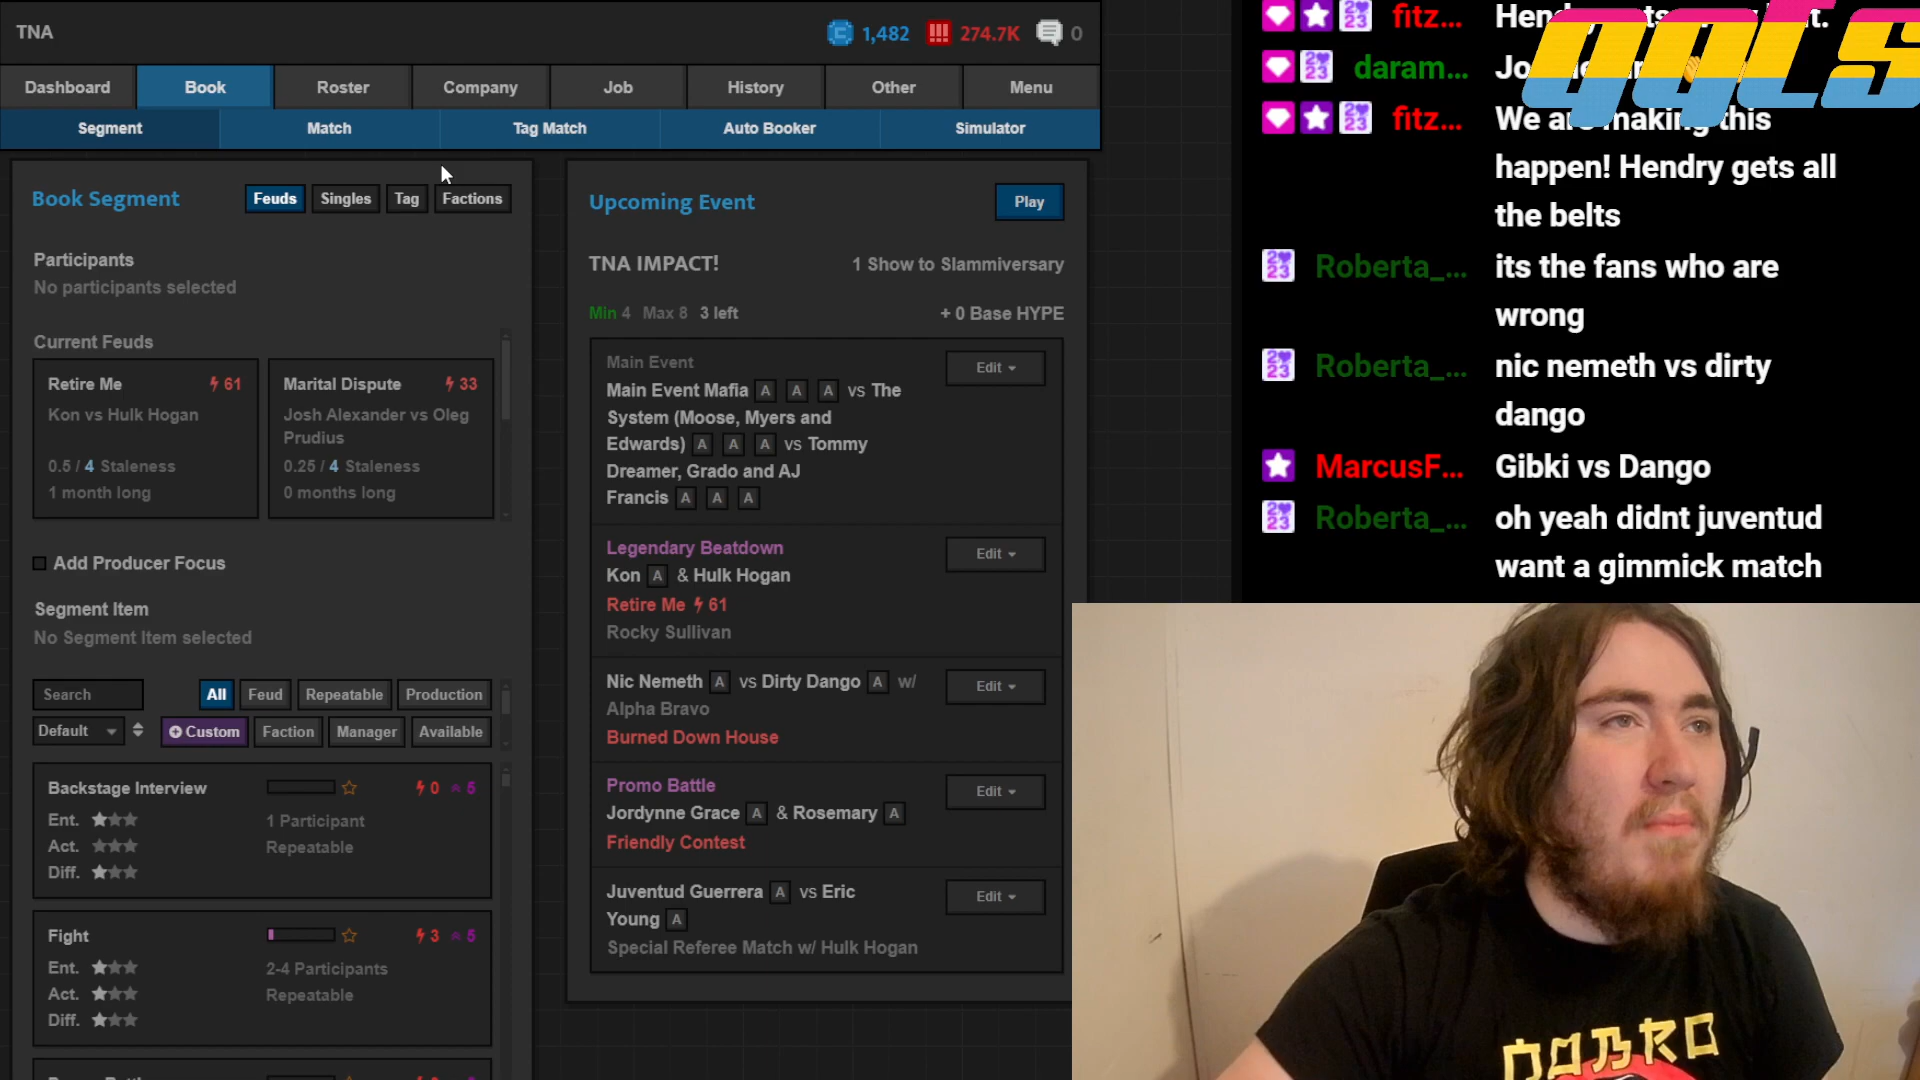 TNA
1,482
274.7K
0
Dashboard
Book
Roster
Company
Job
History
Other
Menu
Segment
Match
Tag Match
Auto Booker
Simulator
Book Segment
Feuds
Singles
Tag
Factions
Participants
No participants selected
Current Feuds
Retire Me
61
Kon vs Hulk Hogan
0.5 / 4 Staleness
1 month long
Marital Dispute
33
Josh Alexander vs Oleg
Prudius
0.25 / 4 Staleness
0 months long
Add Producer Focus
Segment Item
No Segment Item selected
Search
All
Feud
Repeatable
Production
Default
Custom
Faction
Manager
Available
Backstage Interview
0
5
Ent.
1 Participant
Act.
Repeatable
Diff.
Fight
3
5
Ent.
2-4 Participants
Act.
Repeatable
Diff.
Upcoming Event
Play
TNA IMPACT!
1 Show to Slammiversary
Min 4 Max 8 3 left
+ 0 Base HYPE
Main Event
Edit
Main Event Mafia A A A vs The
System (Moose, Myers and
Edwards) A A A vs Tommy
Dreamer, Grado and AJ
Francis A A A
Legendary Beatdown
Edit
Kon A & Hulk Hogan
Retire Me 61
Rocky Sullivan
Nic Nemeth A vs Dirty Dango A w/
Edit
Alpha Bravo
Burned Down House
Promo Battle
Edit
Jordynne Grace A & Rosemary A
Friendly Contest
Juventud Guerrera A vs Eric
Edit
Young A
Special Referee Match w/ Hulk Hogan
fitz...
daram...
fitz... We are making this
happen! Hendry gets all
the belts
Roberta_... its the fans who are
wrong
Roberta_... nic nemeth vs dirty
dango
MarcusF... Gibki vs Dango
Roberta_... oh yeah didnt juventud
want a gimmick match